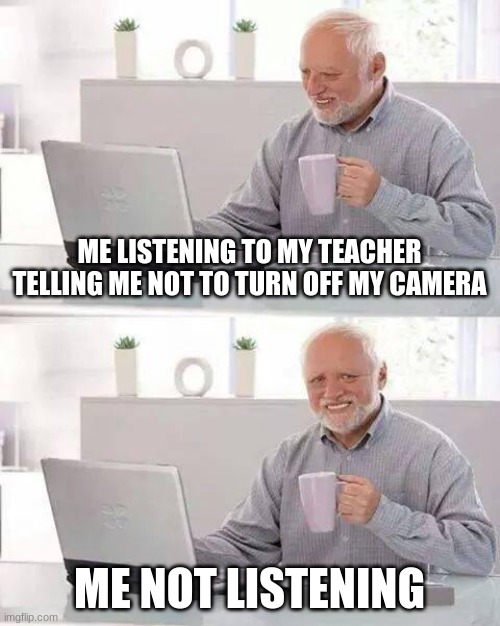 ME LISTENING TO MY TEACHER
TELLING ME NOT TO TURN OFF MY CAMERA
ME NOT LISTENING
imgflip.com